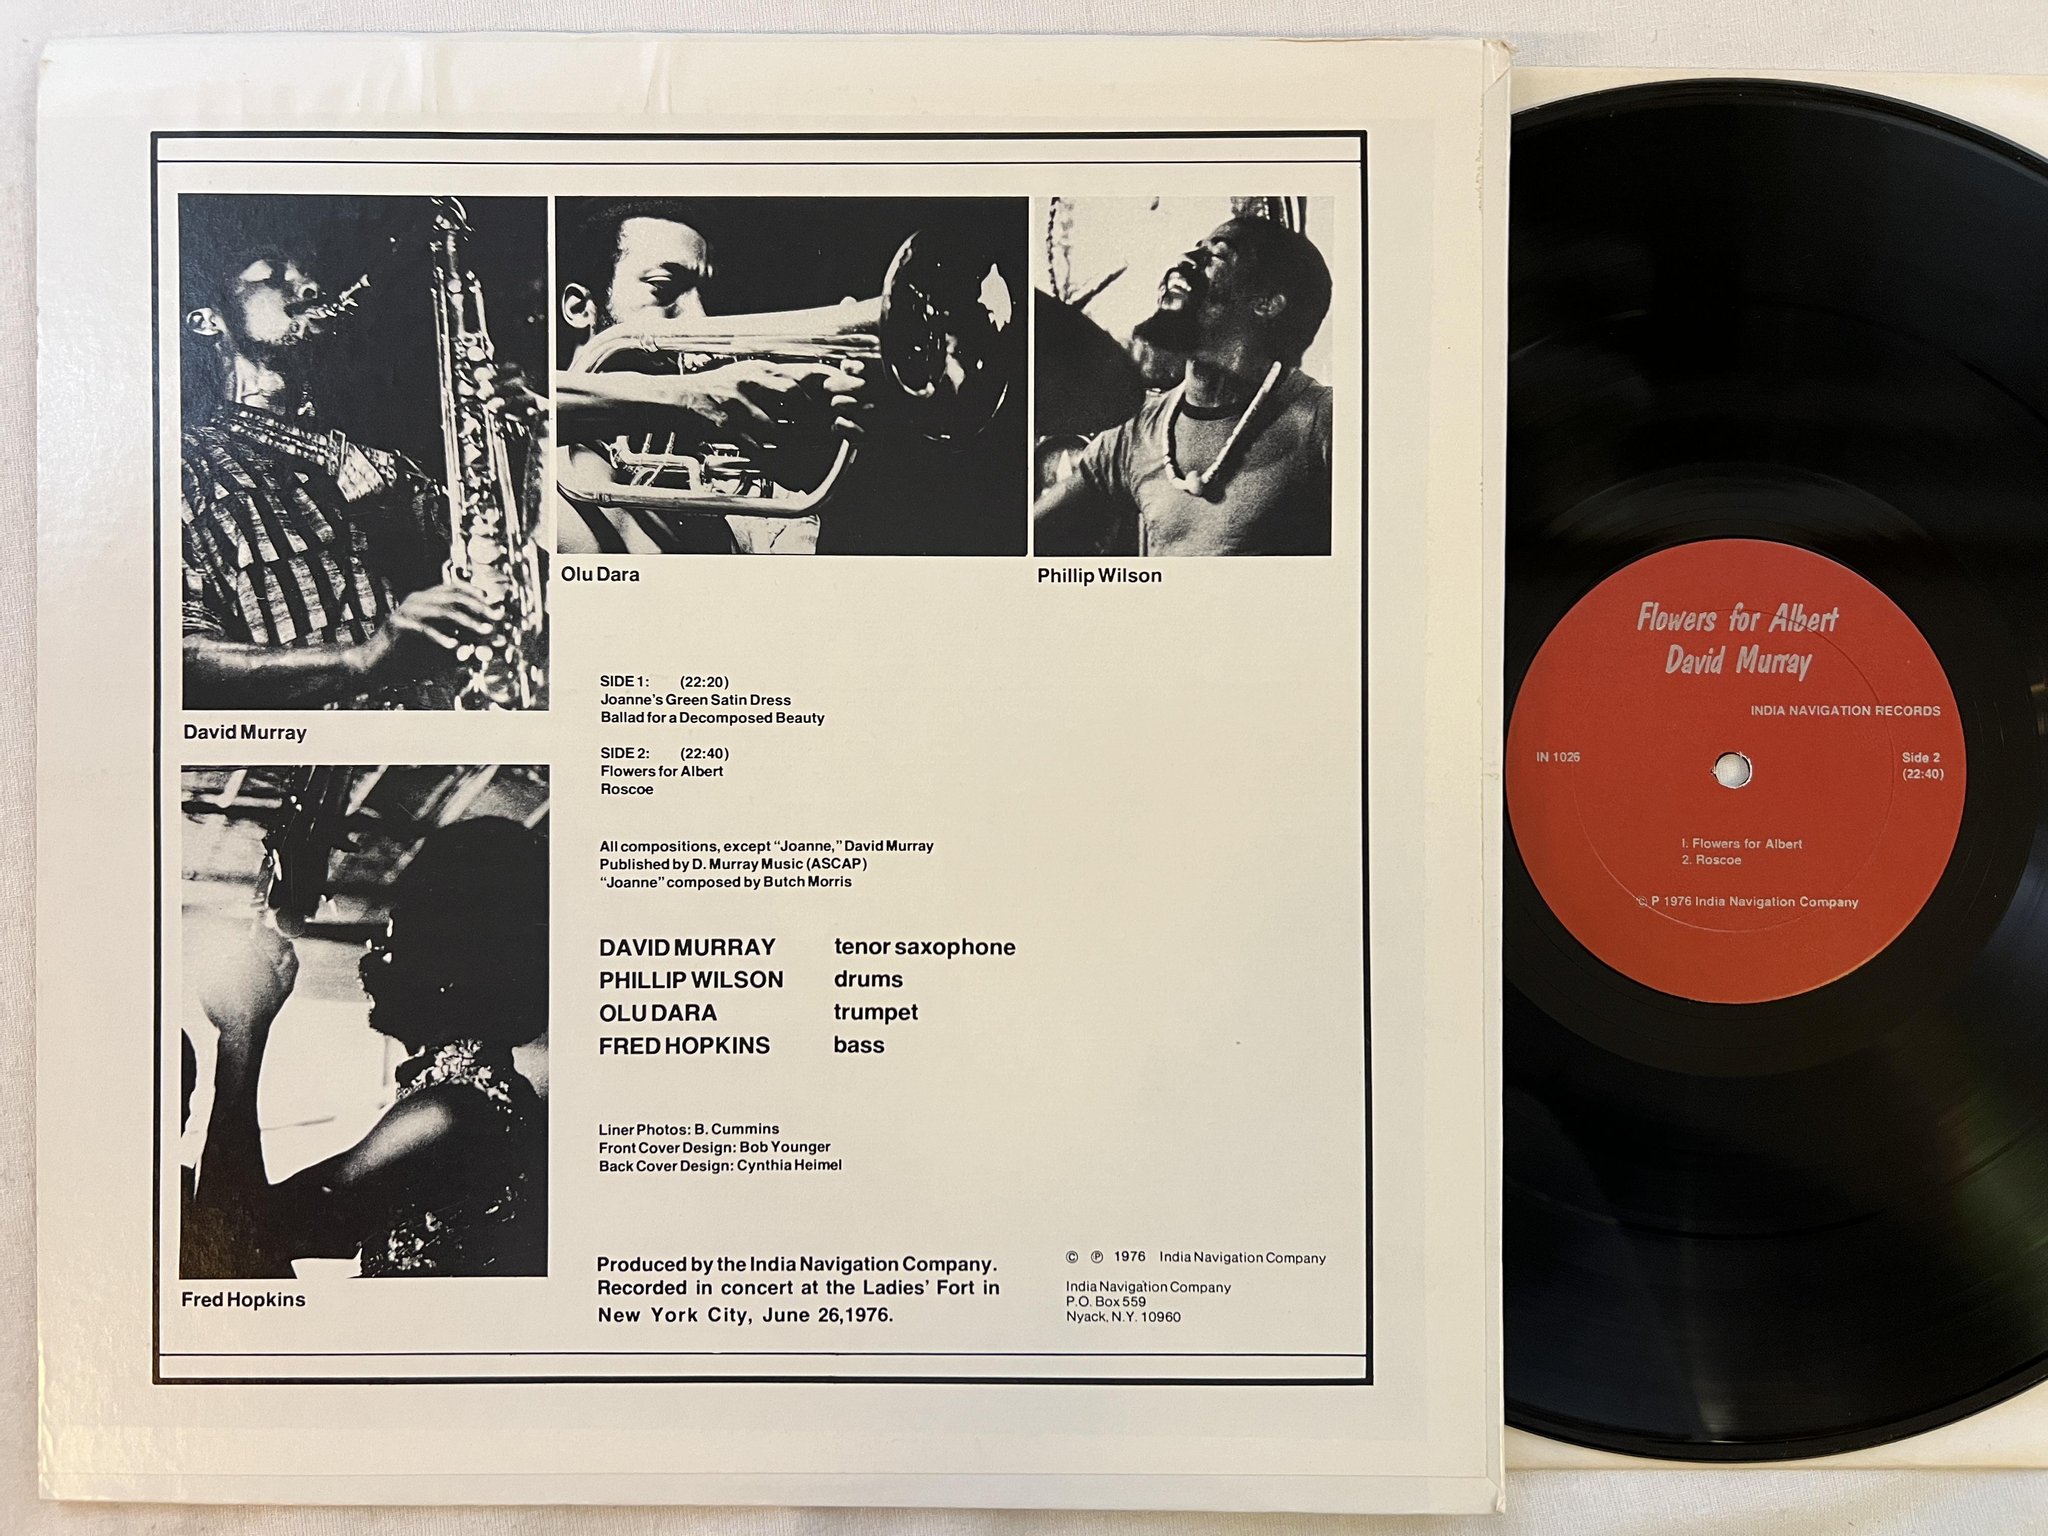 Olu Dara
Phillip Wilson
David Murray
SIDE 1: (22:20)
Joanne's Green Satin Dress
Ballad for a Decomposed Beauty
SIDE 2: (22:40)
Flowers for Albert
Roscoe
All compositions, except “Joanne,” David Murray
Published by D. Murray Music (ASCAP)
“Joanne” composed by Butch Morris
DAVID MURRAY tenor saxophone
PHILLIP WILSON drums
OLU DARA trumpet
FRED HOPKINS bass
Liner Photos: B. Cummins
Front Cover Design: Bob Younger
Back Cover Design: Cynthia Heimel
Fred Hopkins
Produced by the India Navigation Company.
Recorded in concert at the Ladies' Fort in
New York City, June 26,1976.
© ℗ 1976 India Navigation Company
India Navigation Company
P.O. Box 559
Nyack, N.Y. 10960
Flowers for Albert
David Murray
INDIA NAVIGATION RECORDS
IN 1026
Side 2
(22:40)
1. Flowers for Albert
2. Roscoe
© P 1976 India Navigation Company